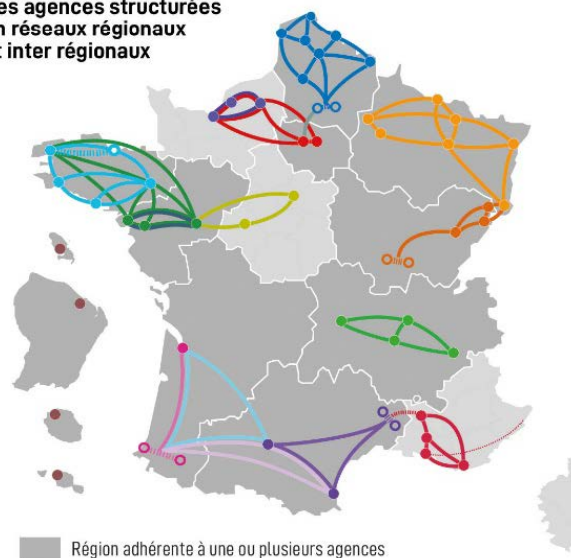 es agences structurées
n réseaux régionaux
t inter régionaux
Région adhérente à une ou plusieurs agences